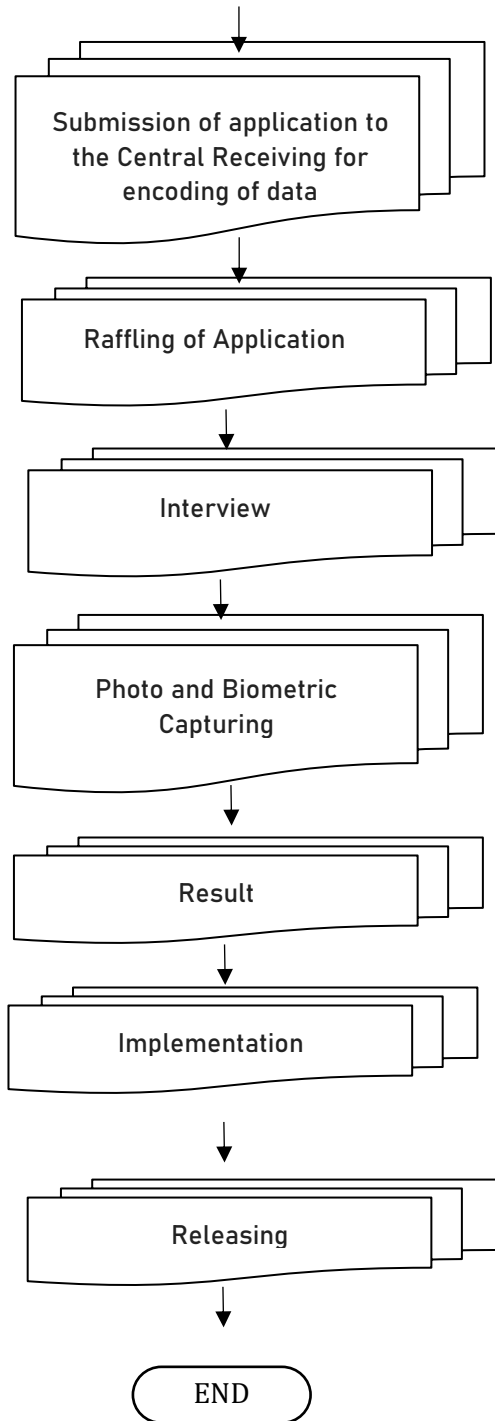 Submission of application to
the Central Receiving for
encoding of data
Raffling of Application
Interview
Photo and Biometric
Capturing
Result
Implementation
Releasing
END